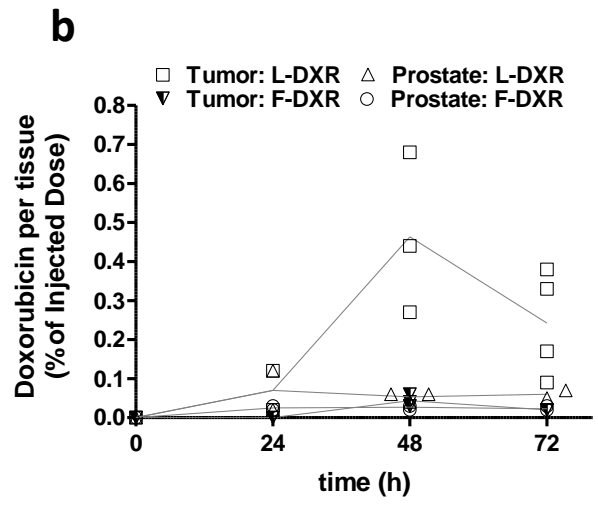 b
Tumor: L-DXR
Prostate: L-DXR
Tumor: F-DXR
Prostate: F-DXR
Doxorubicin per tissue
(% of Injected Dose)
0.8
0.7
0.6
0.5
0.4
0.3
0.2
0.1
0.0
0
24
48
72
time (h)